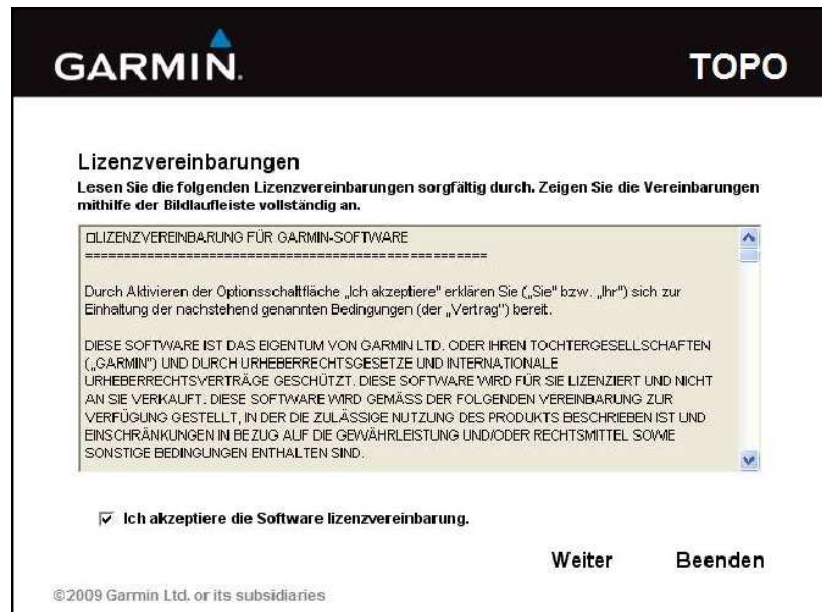 GARMIN.
TOPO
Lizenzvereinbarungen
Lesen Sie die folgenden Lizenzvereinbarungen sorgfältig durch. Zeigen Sie die Vereinbarungen
mithilfe der Bildlaufleiste vollständig an.
□LIZENZVEREINBARUNG FÜR GARMIN-SOFTWARE
====================================================
Durch Aktivieren der Optionsschaltfläche „Ich akzeptiere" erklären Sie („Sie" bzw. „Ihr") sich zur
Einhaltung der nachstehend genannten Bedingungen (der „Vertrag") bereit.
DIESE SOFTWARE IST DAS EIGENTUM VON GARMIN LTD. ODER IHREN TOCHTERGESELLSCHAFTEN
(„GARMIN") UND DURCH URHEBERRECHTSGESETZE UND INTERNATIONALE
URHEBERRECHTSVERTRÄGE GESCHÜTZT. DIESE SOFTWARE WIRD FÜR SIE LIZENZIERT UND NICHT
AN SIE VERKAUFT. DIESE SOFTWARE WIRD GEMÄSS DER FOLGENDEN VEREINBARUNG ZUR
VERFÜGUNG GESTELLT, IN DER DIE ZULÄSSIGE NUTZUNG DES PRODUKTS BESCHRIEBEN IST UND
EINSCHRÄNKUNGEN IN BEZUG AUF DIE GEWÄHRLEISTUNG UND/ODER RECHTSMITTEL SOWIE
SONSTIGE BEDINGUNGEN ENTHALTEN SIND.
Ich akzeptiere die Software lizenzvereinbarung.
Weiter Beenden
©2009 Garmin Ltd. or its subsidiaries